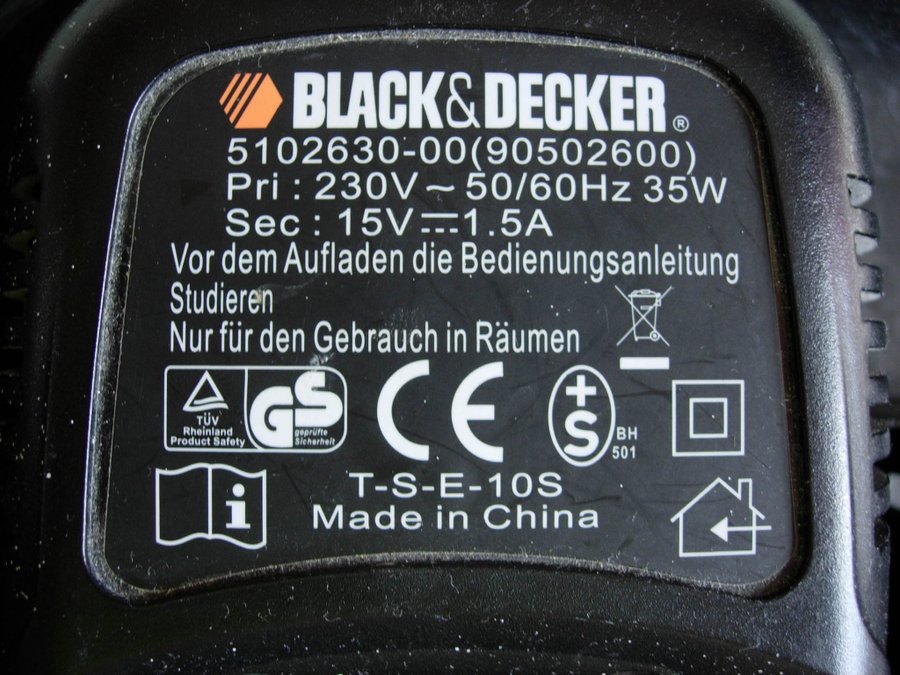 BLACK&DECKER®
5102630-00(90502600)
Pri : 230V ~ 50/60Hz 35W
Sec : 15V ⎓ 1.5A
Vor dem Aufladen die Bedienungsanleitung
Studieren
Nur für den Gebrauch in Räumen
TÜV
Rheinland
Product Safety
GS
geprüfte
Sicherheit
CE
+
S
BH
501
i
T-S-E-10S
Made in China